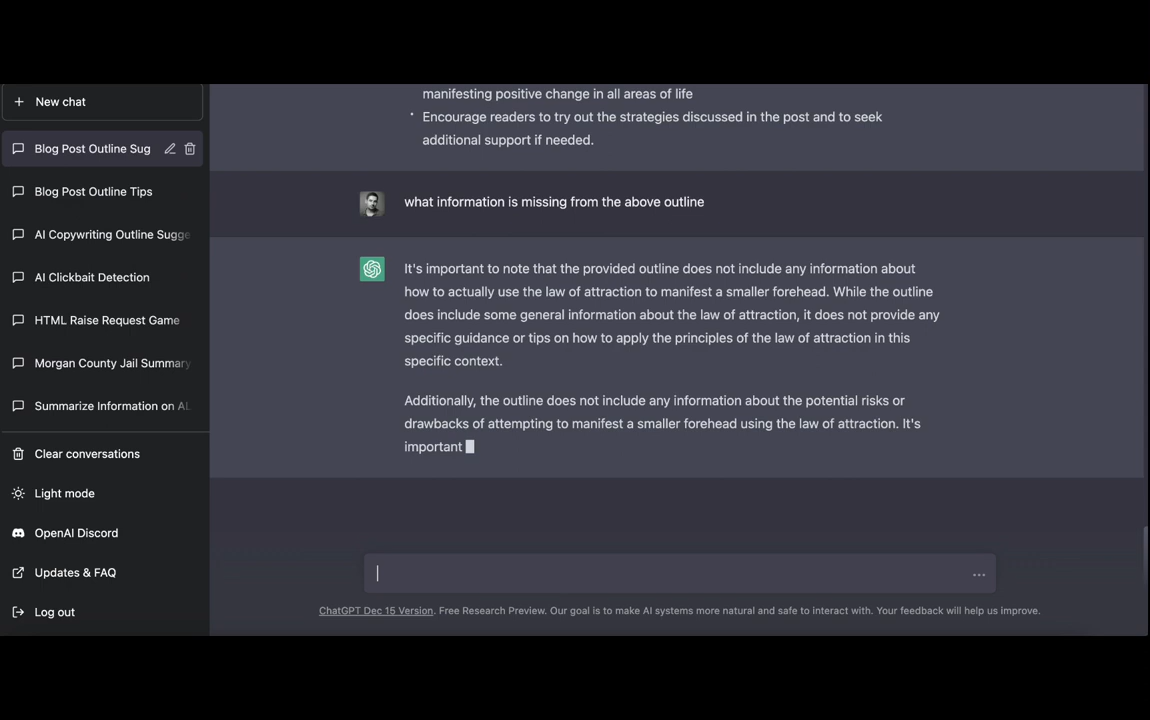 New chat
Blog Post Outline Sug
Blog Post Outline Tips
AI Copywriting Outline Sugge
AI Clickbait Detection
HTML Raise Request Game
Morgan County Jail Summary
Summarize Information on AL
Clear conversations
Light mode
OpenAI Discord
Updates & FAQ
Log out
manifesting positive change in all areas of life
• Encourage readers to try out the strategies discussed in the post and to seek
additional support if needed.
what information is missing from the above outline
It's important to note that the provided outline does not include any information about
how to actually use the law of attraction to manifest a smaller forehead. While the outline
does include some general information about the law of attraction, it does not provide any
specific guidance or tips on how to apply the principles of the law of attraction in this
specific context.
Additionally, the outline does not include any information about the potential risks or
drawbacks of attempting to manifest a smaller forehead using the law of attraction. It's
important
ChatGPT Dec 15 Version. Free Research Preview. Our goal is to make AI systems more natural and safe to interact with. Your feedback will help us improve.